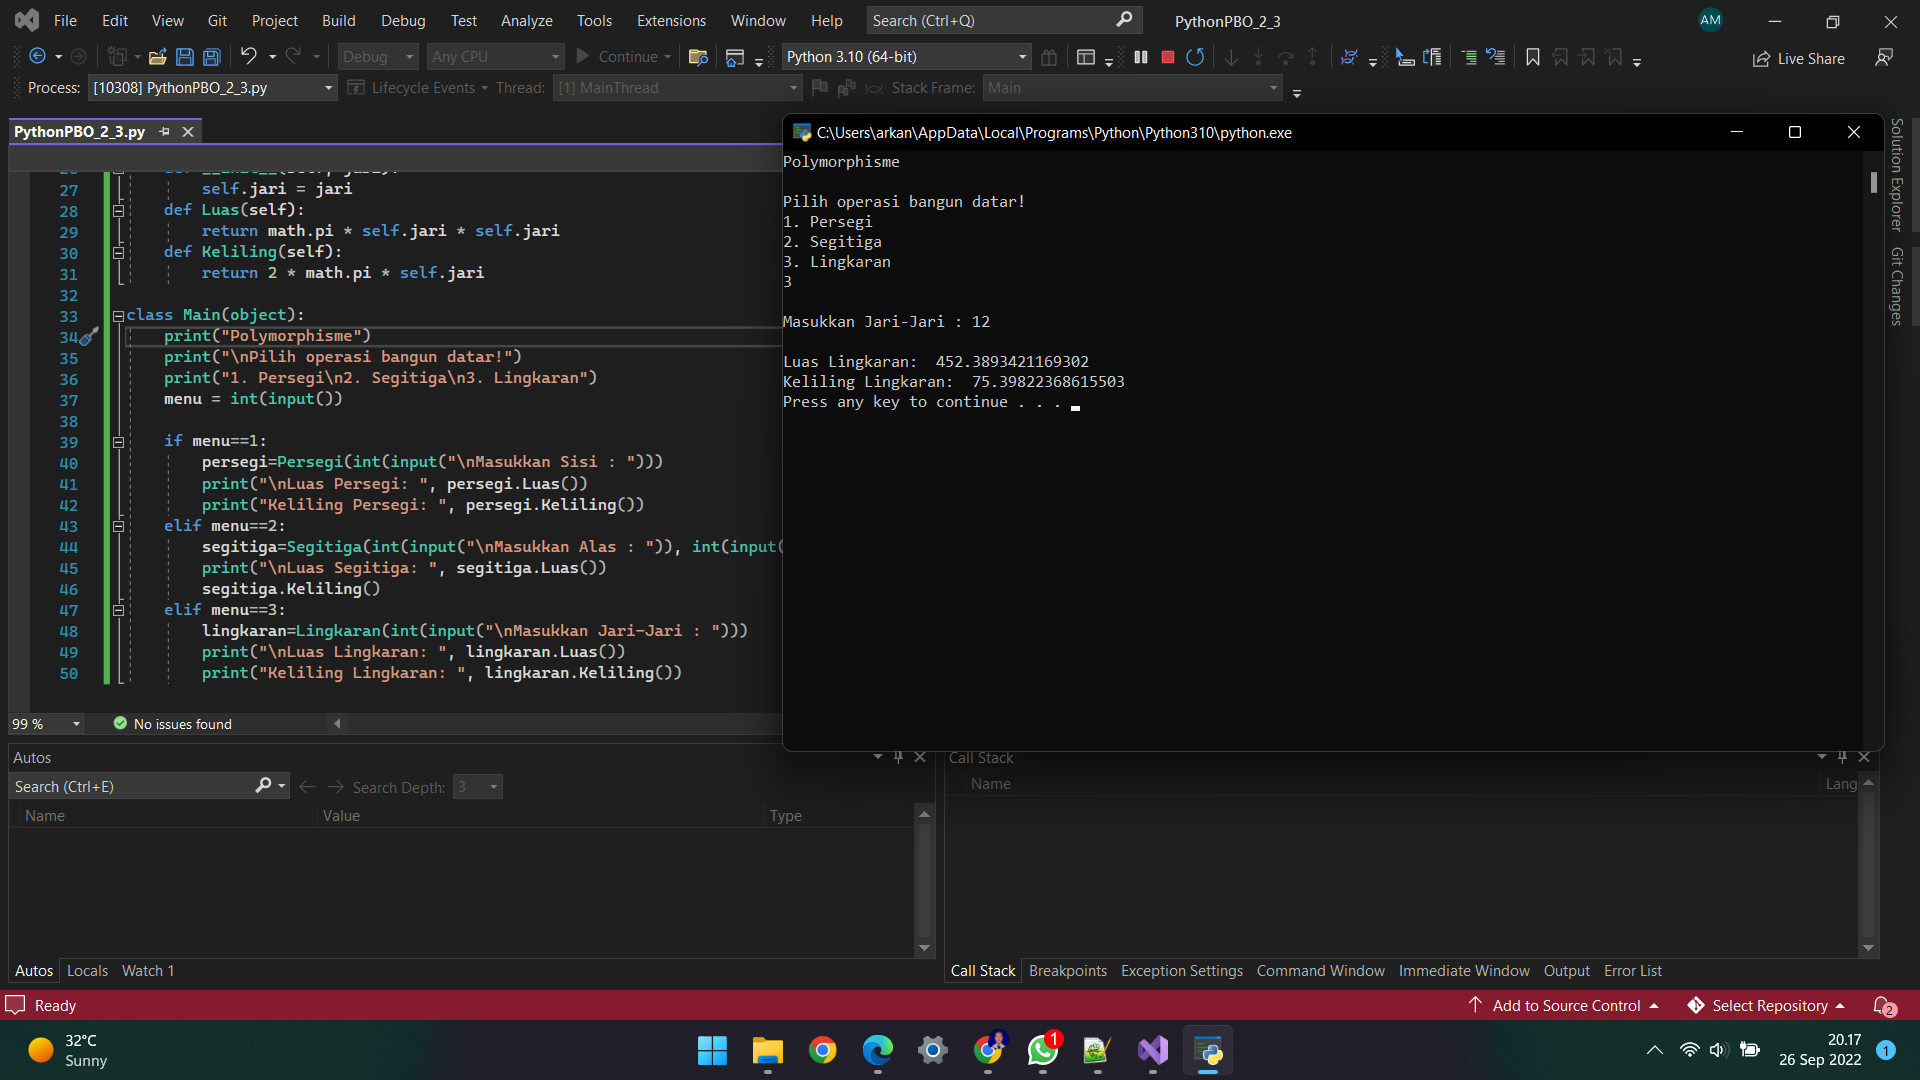 File Edit View Git Project Build Debug Test Analyze Tools Extensions Window Help Search (Ctrl+Q) PythonPBO_2_3 AM
Debug Any CPU Continue Python 3.10 (64-bit) Live Share
Process: [10308] PythonPBO_2_3.py Lifecycle Events Thread: [1] MainThread Stack Frame: Main
PythonPBO_2_3.py
27 self.jari = jari
28 def Luas(self):
29 return math.pi * self.jari * self.jari
30 def Keliling(self):
31 return 2 * math.pi * self.jari
32
33 class Main(object):
34 print("Polymorphisme")
35 print("\nPilih operasi bangun datar!")
36 print("1. Persegi\n2. Segitiga\n3. Lingkaran")
37 menu = int(input())
38
39 if menu==1:
40 persegi=Persegi(int(input("\nMasukkan Sisi : ")))
41 print("\nLuas Persegi: ", persegi.Luas())
42 print("Keliling Persegi: ", persegi.Keliling())
43 elif menu==2:
44 segitiga=Segitiga(int(input("\nMasukkan Alas : ")), int(input(
45 print("\nLuas Segitiga: ", segitiga.Luas())
46 segitiga.Keliling()
47 elif menu==3:
48 lingkaran=Lingkaran(int(input("\nMasukkan Jari-Jari : ")))
49 print("\nLuas Lingkaran: ", lingkaran.Luas())
50 print("Keliling Lingkaran: ", lingkaran.Keliling())
99 % No issues found
C:\Users\arkan\AppData\Local\Programs\Python\Python310\python.exe
Polymorphisme
Pilih operasi bangun datar!
1. Persegi
2. Segitiga
3. Lingkaran
3
Masukkan Jari-Jari : 12
Luas Lingkaran:  452.3893421169302
Keliling Lingkaran:  75.39822368615503
Press any key to continue . . .
Solution Explorer
Git Changes
Autos
Search (Ctrl+E) Search Depth: 3
Name Value Type
Autos Locals Watch 1
Call Stack
Name Lang
Call Stack Breakpoints Exception Settings Command Window Immediate Window Output Error List
Ready Add to Source Control Select Repository 2
32°C
Sunny
1
20.17
26 Sep 2022 1